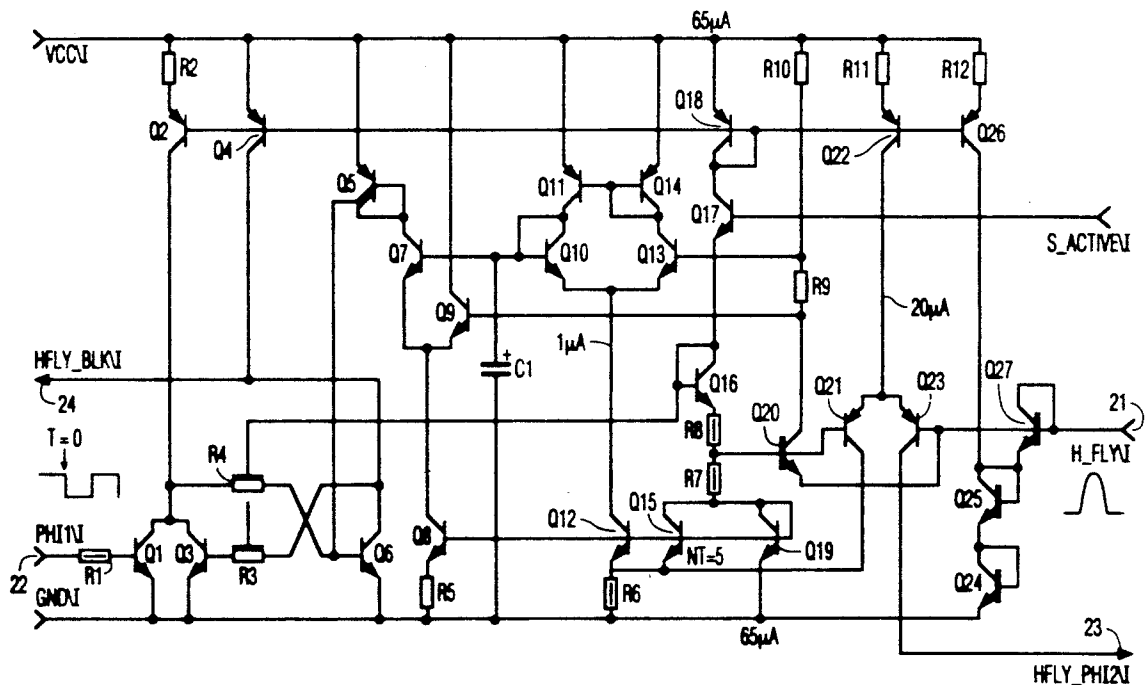 65μA
VCC\I
R2
R10
R11
R12
Q2
Q4
Q18
Q22
Q26
Q5
Q11
Q14
Q17
S_ACTIVE\I
Q7
Q10
Q13
R9
Q9
1μA
20μA
C1
+
HFLY_BLK\I
24
Q16
Q21
Q23
Q27
21
T=0
R8
Q20
H_FLY\I
R4
R7
Q25
PHI1\I
Q12
Q15
22
R1
Q1
Q3
R3
Q6
Q8
NT=5
Q19
Q24
GND\I
R5
R6
65μA
23
HFLY_PHI2\I